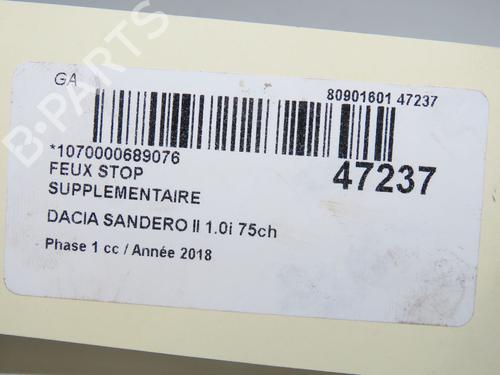 GA
80901601 47237
*1070000689076
47237
FEUX STOP
SUPPLEMENTAIRE
DACIA SANDERO II 1.0i 75ch
Phase 1 cc / Année 2018
B-PARTS